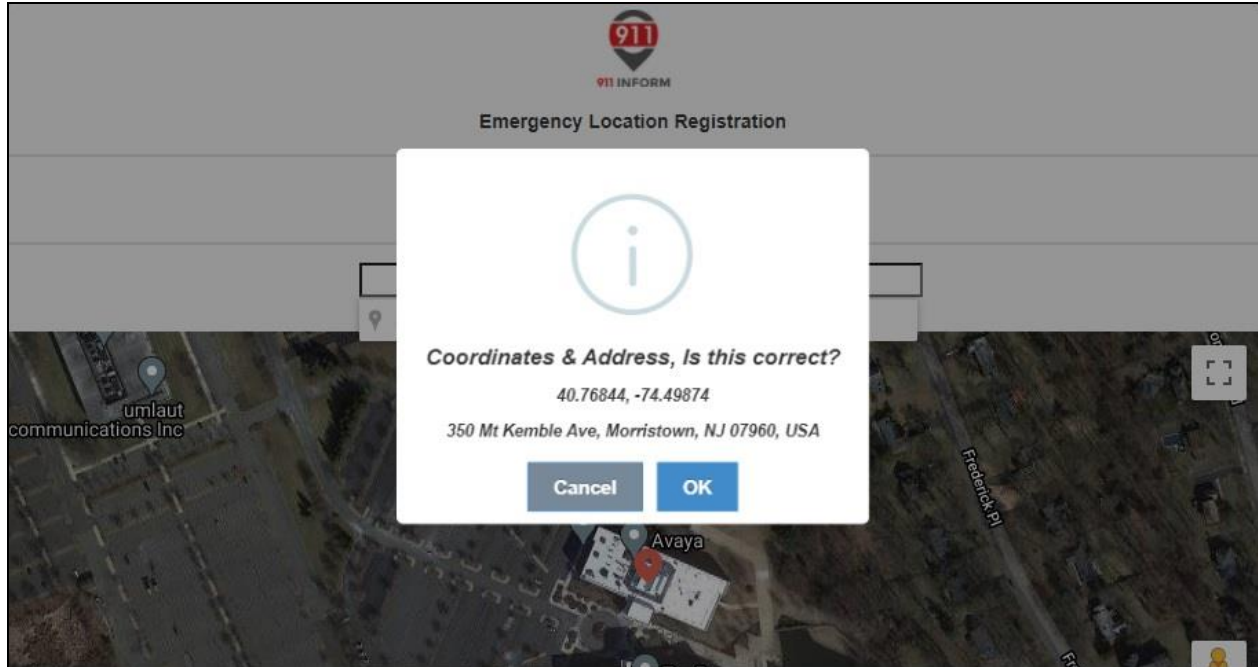 911
911 INFORM
Emergency Location Registration
i
Coordinates & Address, Is this correct?
40.76844, -74.49874
350 Mt Kemble Ave, Morristown, NJ 07960, USA
Cancel
OK
umlaut
communications Inc
Frederick Pl
Avaya